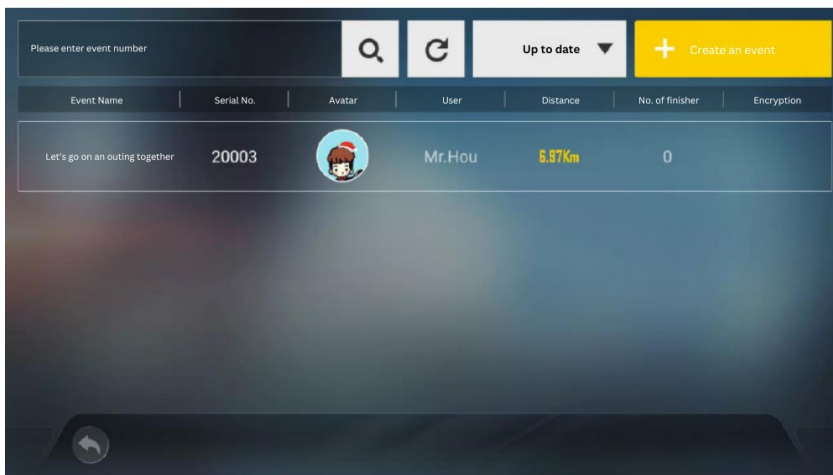 Please enter event number
Up to date
Create an event
Event Name Serial No. Avatar User Distance No. of finisher Encryption
Let's go on an outing together 20003 Mr.Hou 6.97Km 0